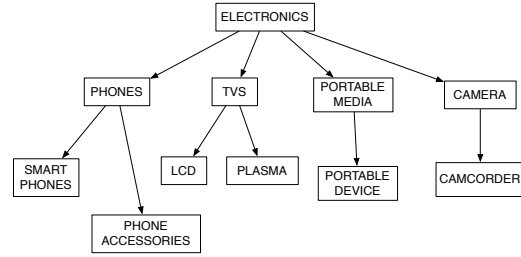 ELECTRONICS
PHONES
TVS
PORTABLE
MEDIA
CAMERA
SMART
PHONES
LCD
PLASMA
PORTABLE
DEVICE
CAMCORDER
PHONE
ACCESSORIES